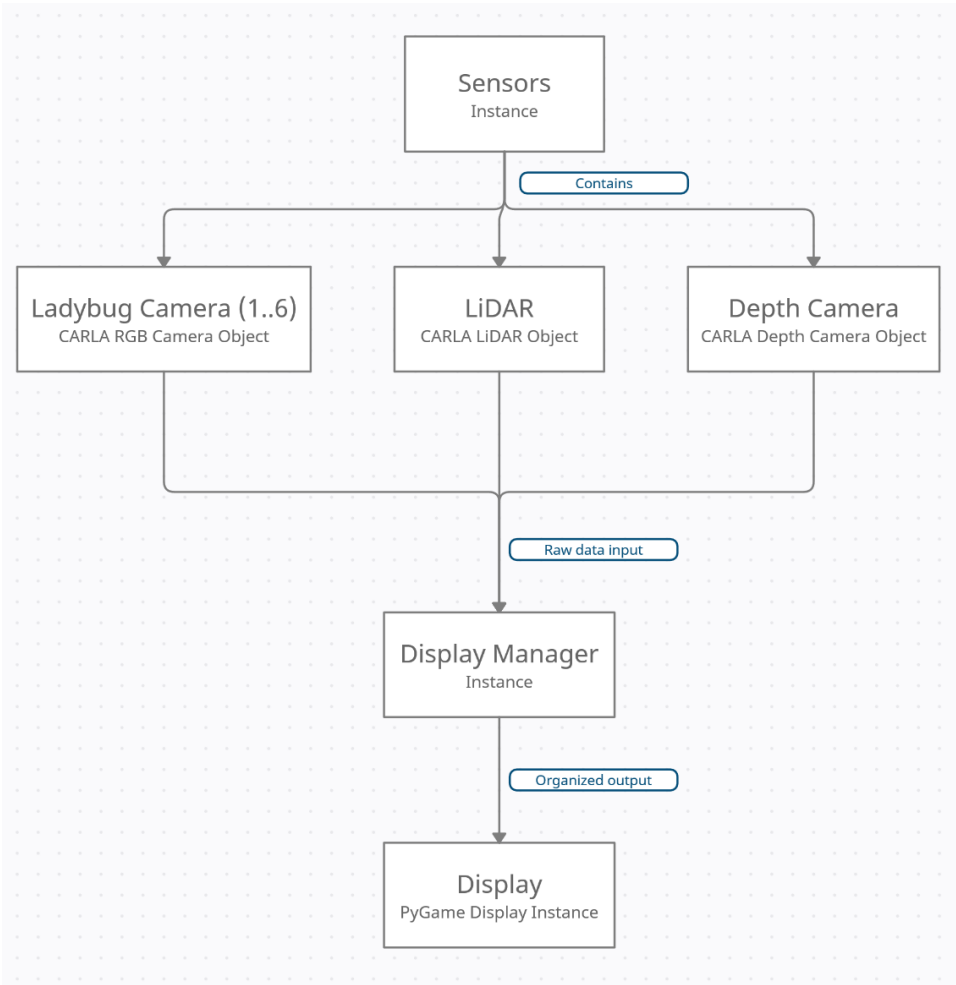 Sensors
Instance
Contains
Ladybug Camera (1..6)
CARLA RGB Camera Object
LiDAR
CARLA LiDAR Object
Depth Camera
CARLA Depth Camera Object
Raw data input
Display Manager
Instance
Organized output
Display
PyGame Display Instance